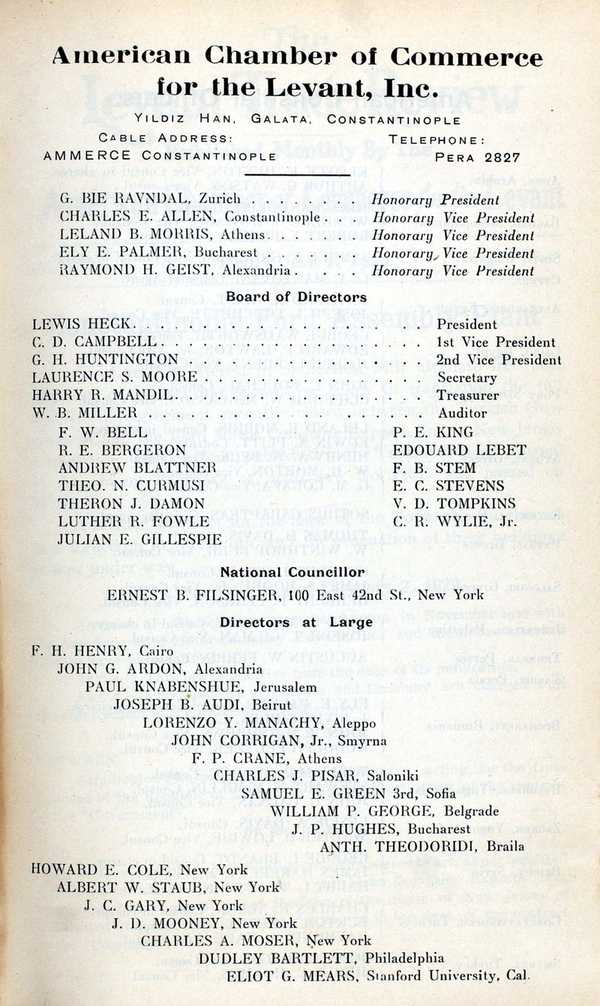 American Chamber of Commerce
for the Levant, Inc.
YILDIZ HAN, GALATA, CONSTANTINOPLE
CABLE ADDRESS: TELEPHONE:
AMMERCE CONSTANTINOPLE PERA 2827
G. BIE RAVNDAL, Zurich . . . . . . . . Honorary President
CHARLES E. ALLEN, Constantinople . . . Honorary Vice President
LELAND B. MORRIS, Athens . . . . . . . Honorary Vice President
ELY E. PALMER, Bucharest . . . . . . . Honorary Vice President
RAYMOND H. GEIST, Alexandria . . . . Honorary Vice President
Board of Directors
LEWIS HECK . . . . . . . . . . . . . . . . . President
C. D. CAMPBELL . . . . . . . . . . . . . . . . 1st Vice President
G. H. HUNTINGTON . . . . . . . . . . . . . . 2nd Vice President
LAURENCE S. MOORE . . . . . . . . . . . . . Secretary
HARRY R. MANDIL . . . . . . . . . . . . . . . Treasurer
W. B. MILLER . . . . . . . . . . . . . . . . . Auditor
F. W. BELL P. E. KING
R. E. BERGERON EDOUARD LEBET
ANDREW BLATTNER F. B. STEM
THEO. N. CURMUSI E. C. STEVENS
THERON J. DAMON V. D. TOMPKINS
LUTHER R. FOWLE C. R. WYLIE, Jr.
JULIAN E. GILLESPIE
National Councillor
ERNEST B. FILSINGER, 100 East 42nd St., New York
Directors at Large
F. H. HENRY, Cairo
JOHN G. ARDON, Alexandria
PAUL KNABENSHUE, Jerusalem
JOSEPH B. AUDI, Beirut
LORENZO Y. MANACHY, Aleppo
JOHN CORRIGAN, Jr., Smyrna
F. P. CRANE, Athens
CHARLES J. PISAR, Saloniki
SAMUEL E. GREEN 3rd, Sofia
WILLIAM P. GEORGE, Belgrade
J. P. HUGHES, Bucharest
ANTH. THEODORIDI, Braila
HOWARD E. COLE, New York
ALBERT W. STAUB, New York
J. C. GARY, New York
J. D. MOONEY, New York
CHARLES A. MOSER, New York
DUDLEY BARTLETT, Philadelphia
ELIOT G. MEARS, Stanford University, Cal.